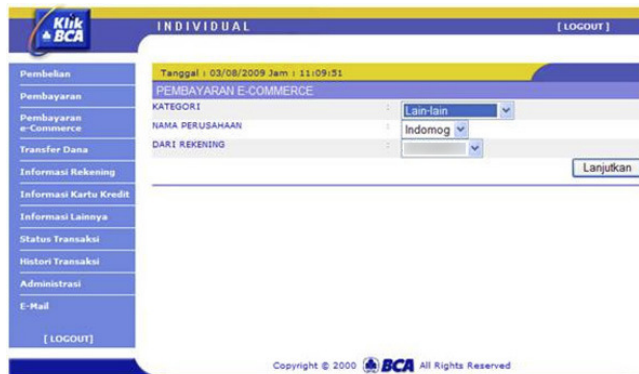 Klik
BCA
INDIVIDUAL
[ LOGOUT ]
Pembelian
Pembayaran
Pembayaran
e-Commerce
Transfer Dana
Informasi Rekening
Informasi Kartu Kredit
Informasi Lainnya
Status Transaksi
Histori Transaksi
Administrasi
E-Mail
[ LOGOUT]
Tanggal : 03/08/2009 Jam : 11:09:51
PEMBAYARAN E-COMMERCE
KATEGORI : Lain-lain
NAMA PERUSAHAAN : Indomog
DARI REKENING :
Lanjutkan
Copyright © 2000 BCA All Rights Reserved